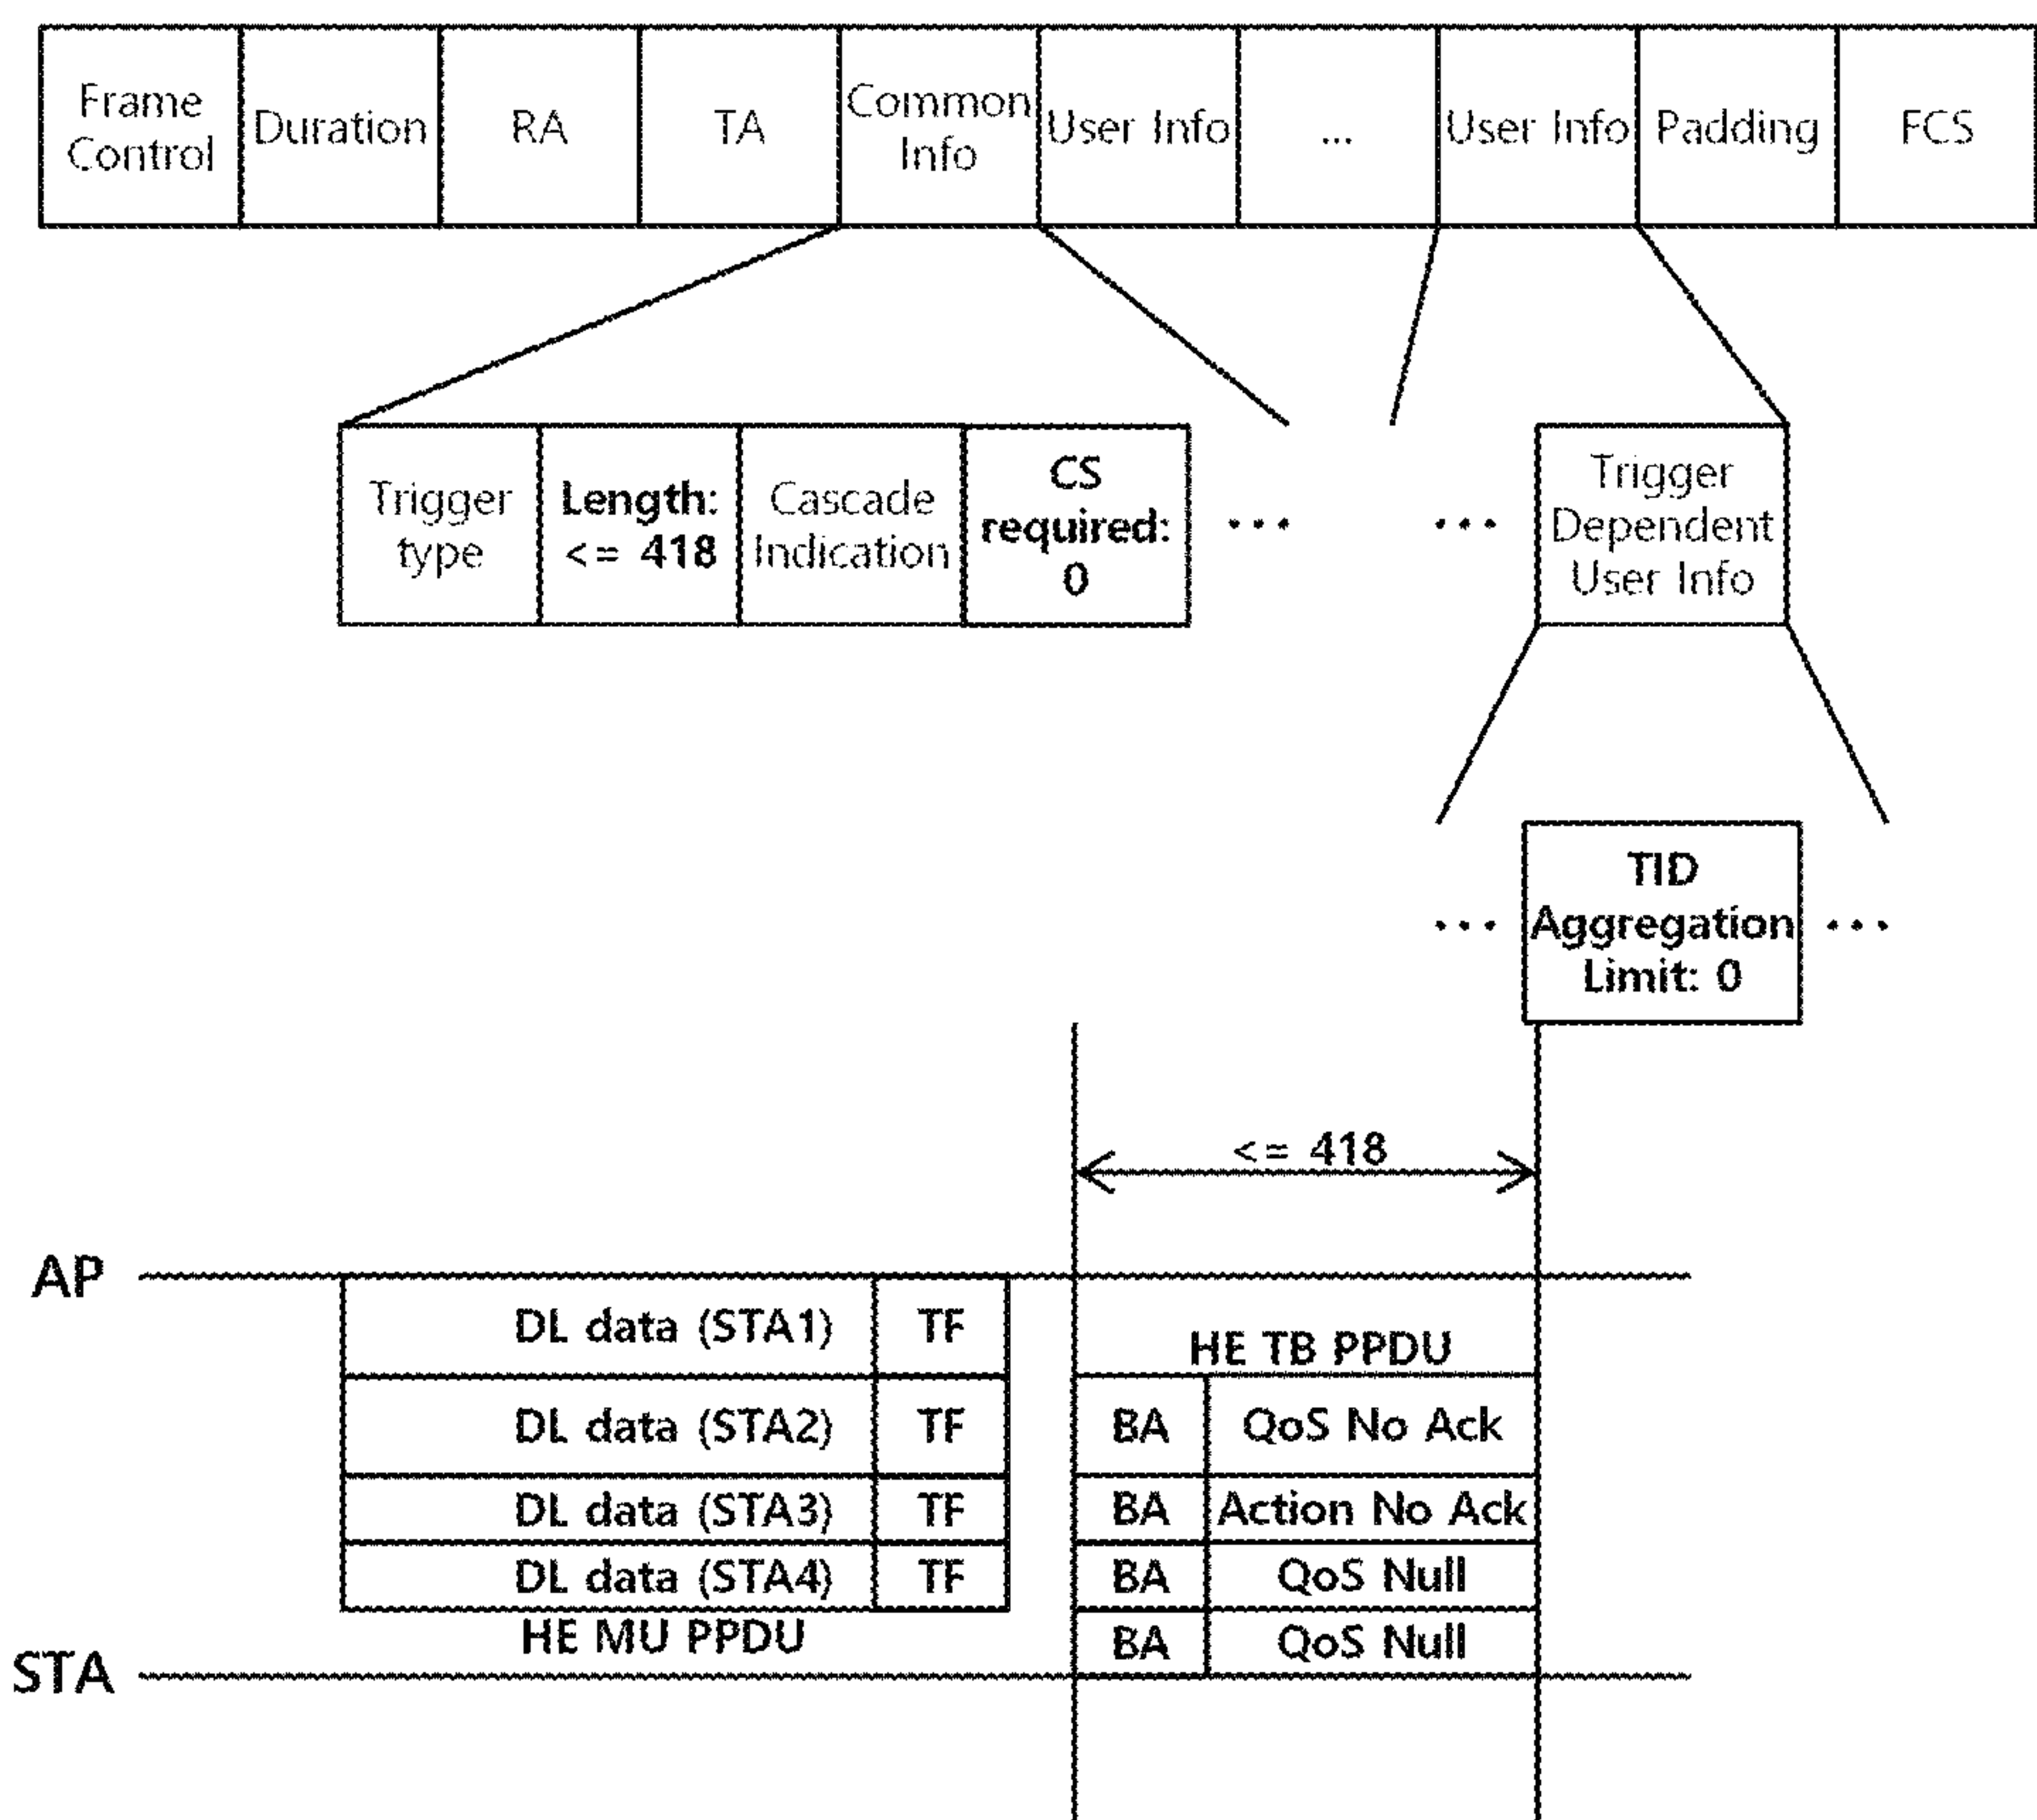 Frame
Control
Duration
RA
TA
Common
Info
User Info
...
User Info
Padding
FCS
Trigger
type
Length:
<= 418
Cascade
Indication
CS
required:
0
...
...
Trigger
Dependent
User Info
...
TID
Aggregation
Limit: 0
...
<= 418
AP
DL data (STA1)
TF
HE TB PPDU
DL data (STA2)
TF
BA
QoS No Ack
DL data (STA3)
TF
BA
Action No Ack
DL data (STA4)
TF
BA
QoS Null
HE MU PPDU
BA
QoS Null
STA